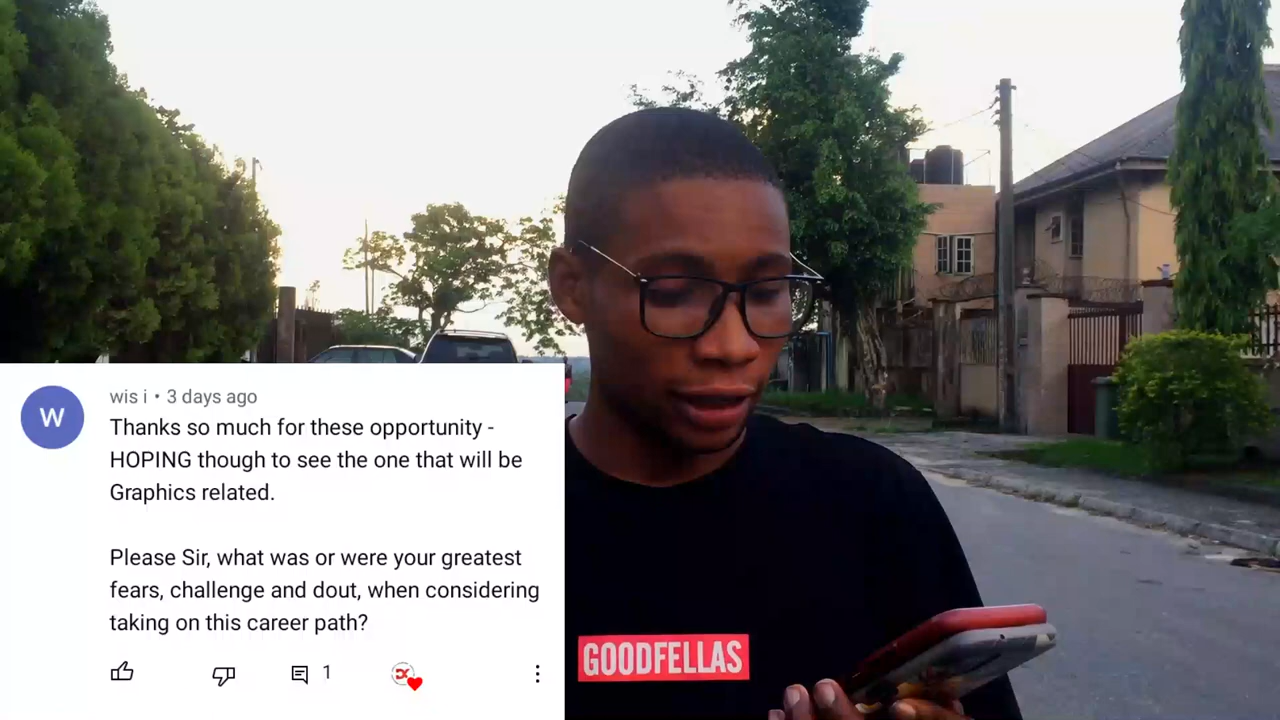 W
wis i • 3 days ago
Thanks so much for these opportunity -
HOPING though to see the one that will be
Graphics related.
Please Sir, what was or were your greatest
fears, challenge and dout, when considering
taking on this career path?
1
GOODFELLAS